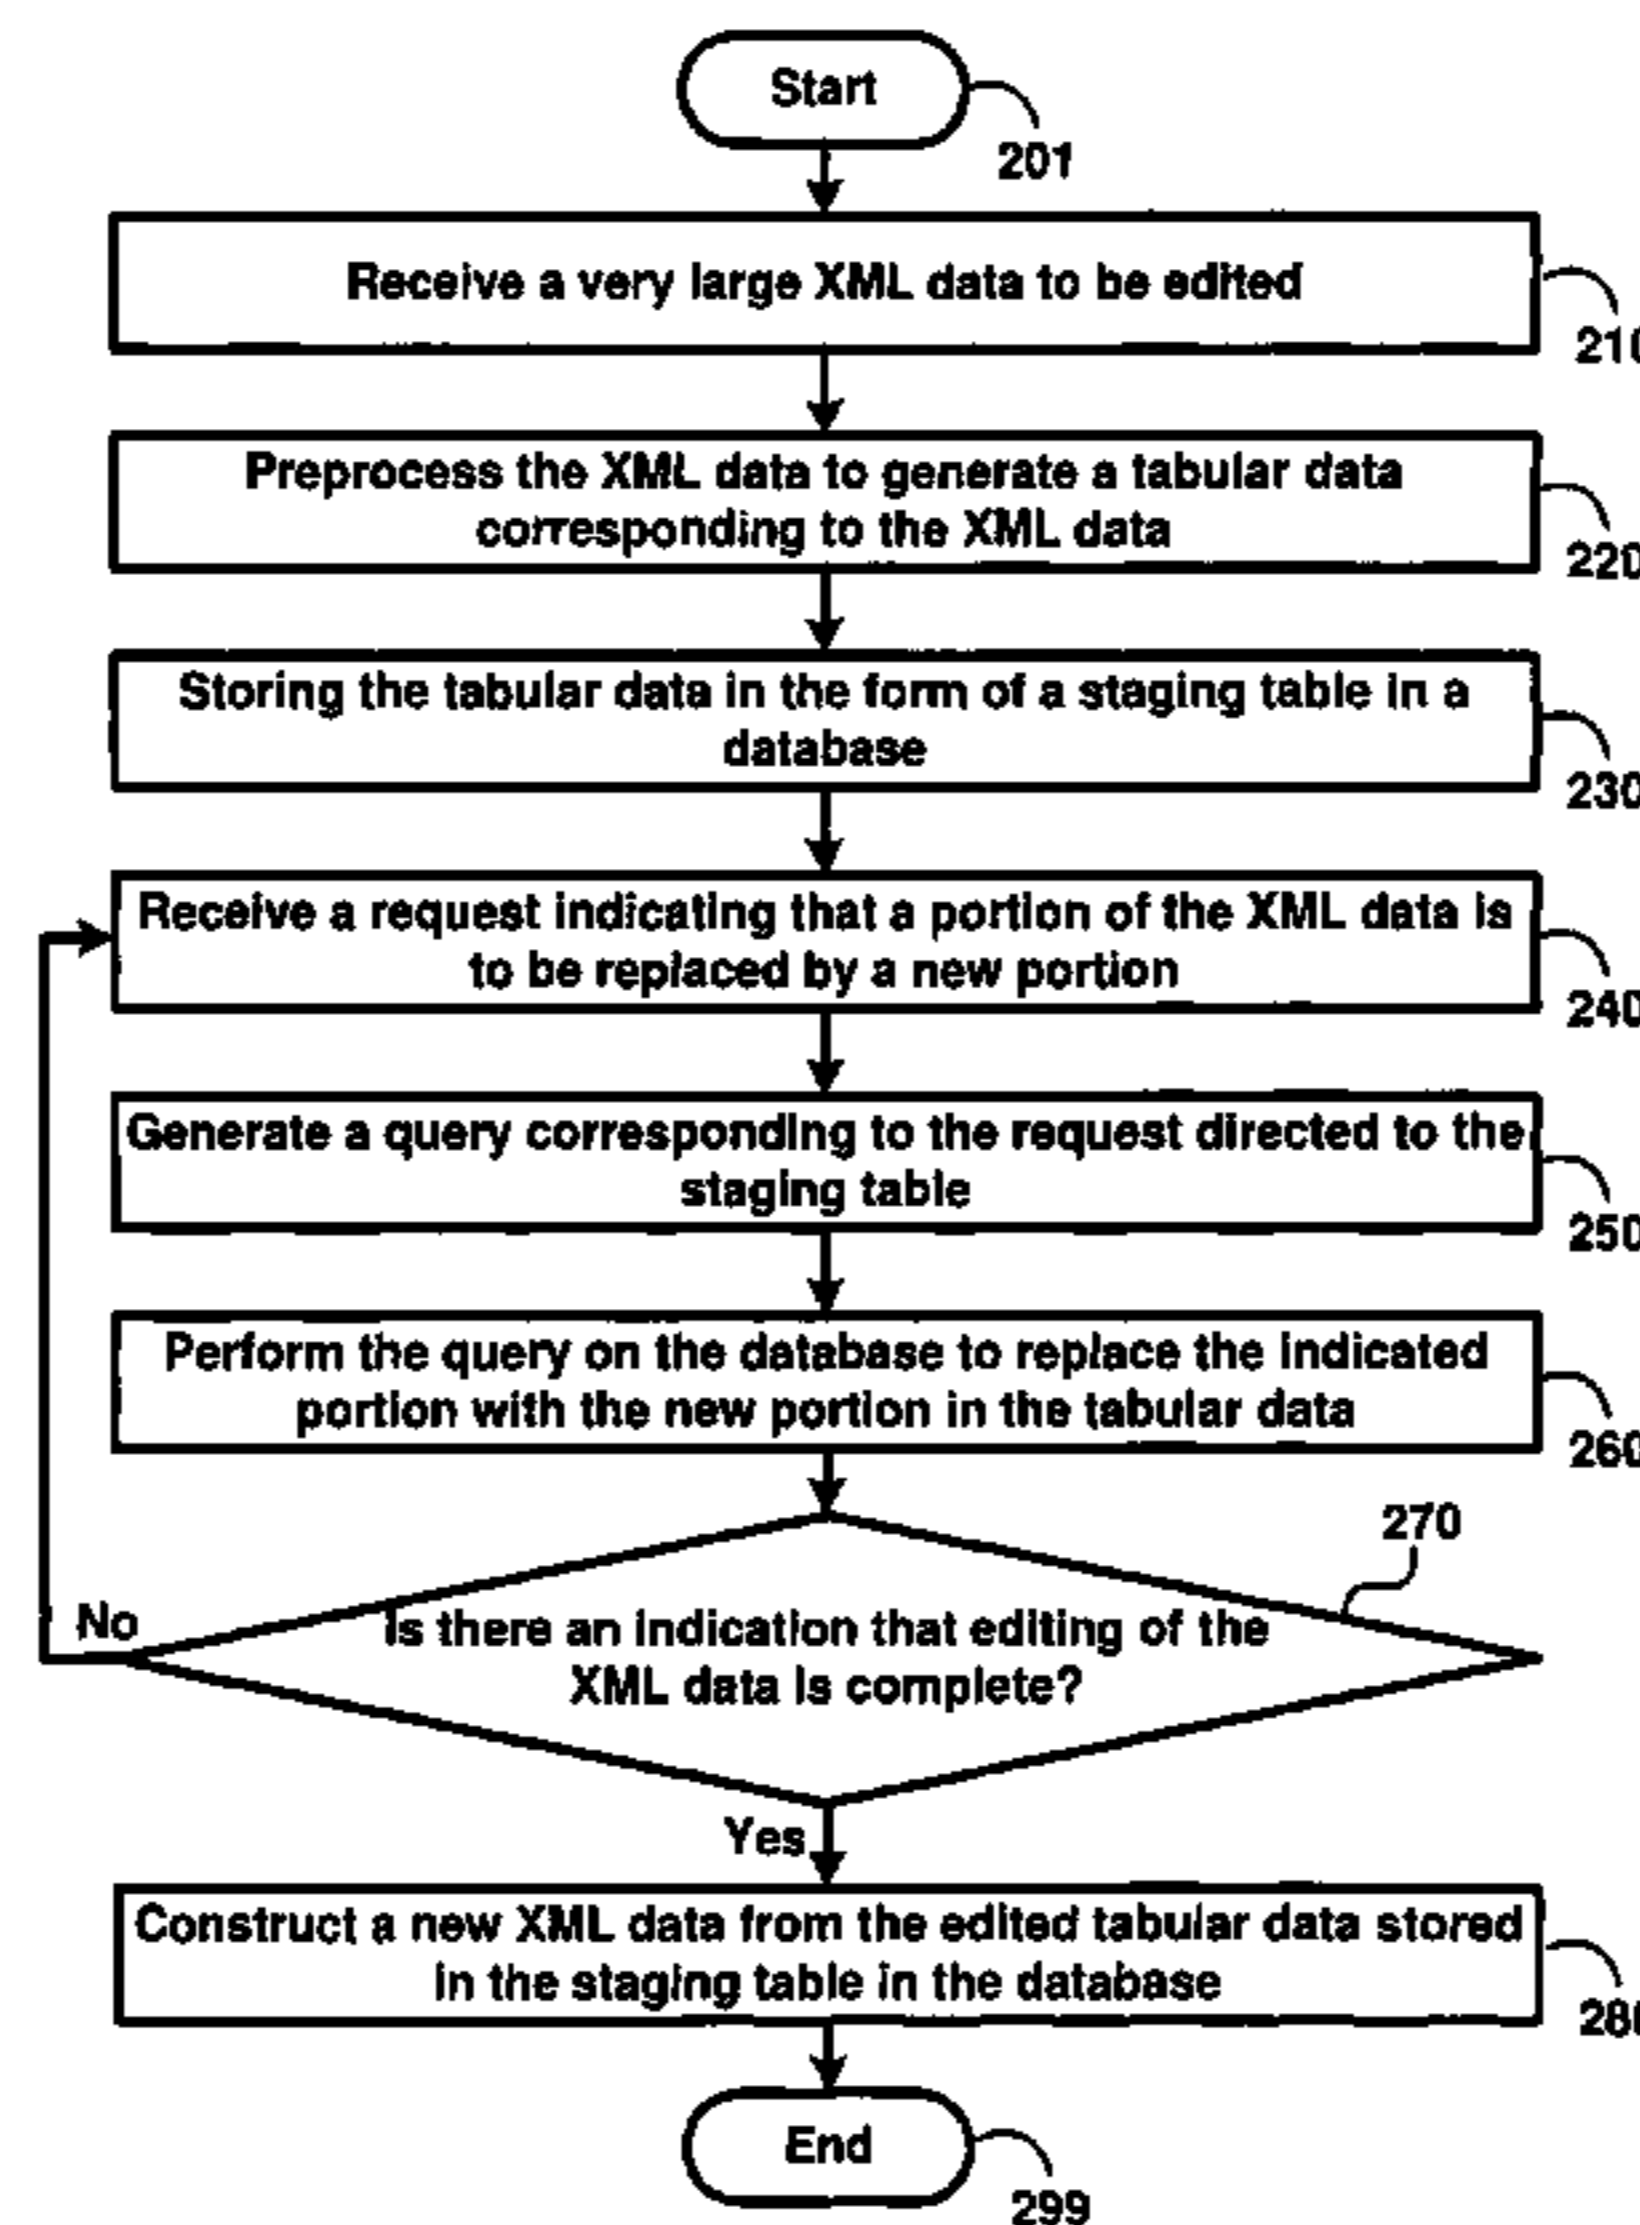 Start
201
Receive a very large XML data to be edited
210
Preprocess the XML data to generate a tabular data
corresponding to the XML data
220
Storing the tabular data in the form of a staging table in a
database
230
Receive a request indicating that a portion of the XML data is
to be replaced by a new portion
240
Generate a query corresponding to the request directed to the
staging table
250
Perform the query on the database to replace the indicated
portion with the new portion in the tabular data
260
270
No
Is there an indication that editing of the
XML data is complete?
Yes
Construct a new XML data from the edited tabular data stored
in the staging table in the database
280
End
299